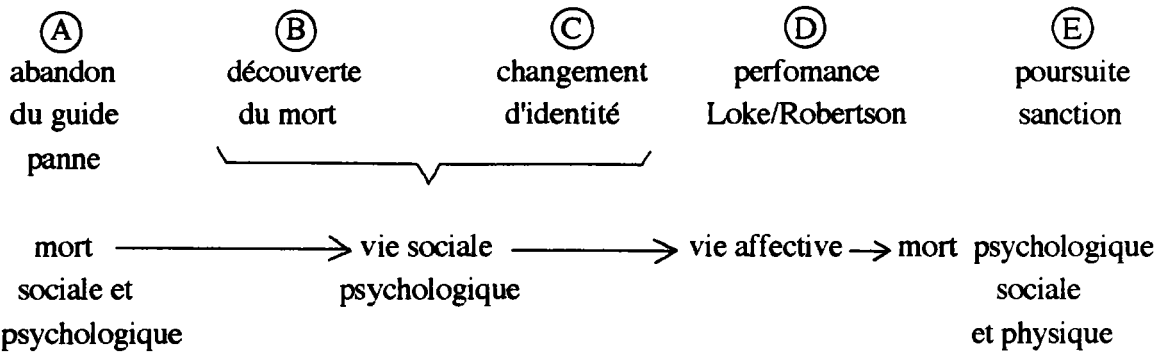 A B C D E
abandon découverte changement perfomance poursuite
du guide du mort d'identité Loke/Robertson sanction
panne
mort vie sociale vie affective mort psychologique
sociale et psychologique sociale
psychologique et physique